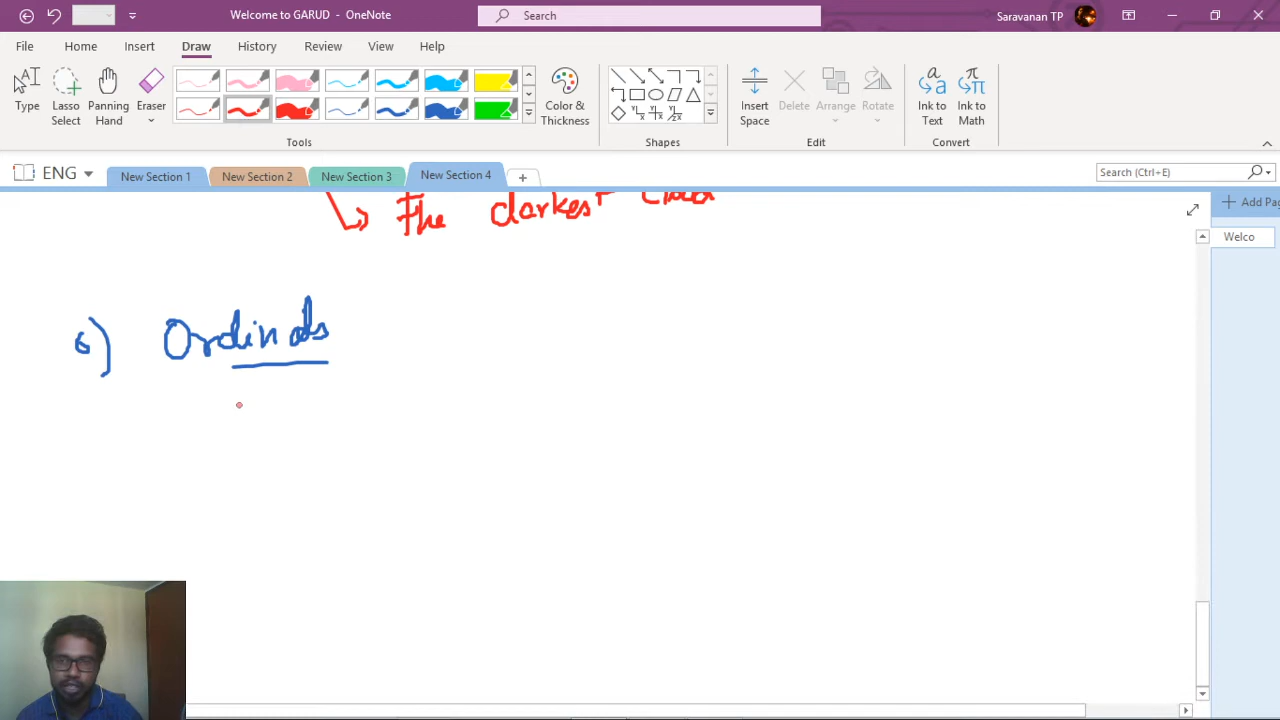 Welcome to GARUD - OneNote
Search
Saravanan TP
File Home Insert Draw History Review View Help
Type
Lasso Select
Panning Hand
Eraser
Color & Thickness
Insert Space
Delete
Arrange
Rotate
Ink to Text
Ink to Math
Tools
Shapes
Edit
Convert
ENG
New Section 1
New Section 2
New Section 3
New Section 4
Search (Ctrl+E)
Add Pag
Welco
The darkest
6) Ordinals